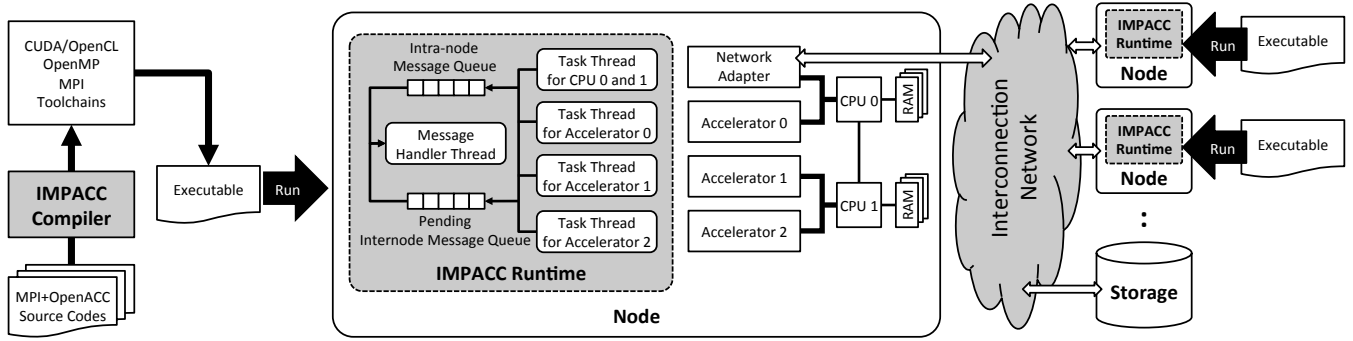 CUDA/OpenCL
OpenMP
MPI
Toolchains
IMPACC
Compiler
MPI+OpenACC
Source Codes
Executable
Run
Intra-node
Message Queue
Message
Handler Thread
Pending
Internode Message Queue
Task Thread
for CPU 0 and 1
Task Thread
for Accelerator 0
Task Thread
for Accelerator 1
Task Thread
for Accelerator 2
IMPACC Runtime
Network
Adapter
Accelerator 0
Accelerator 1
Accelerator 2
CPU 0
RAM
CPU 1
RAM
Node
Interconnection
Network
IMPACC
Runtime
Node
Run
Executable
IMPACC
Runtime
Node
Run
Executable
:
Storage